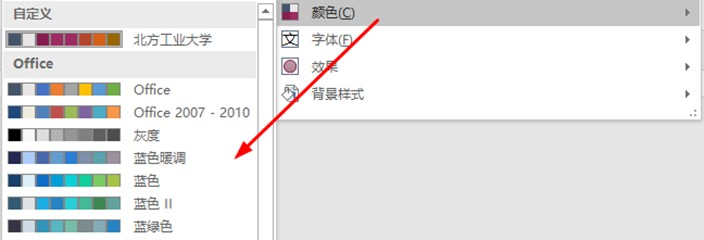 自定义
北方工业大学
Office
Office
Office 2007 - 2010
灰度
蓝色暖调
蓝色
蓝色 II
蓝绿色
颜色(C)
字体(F)
文
效果
背景样式